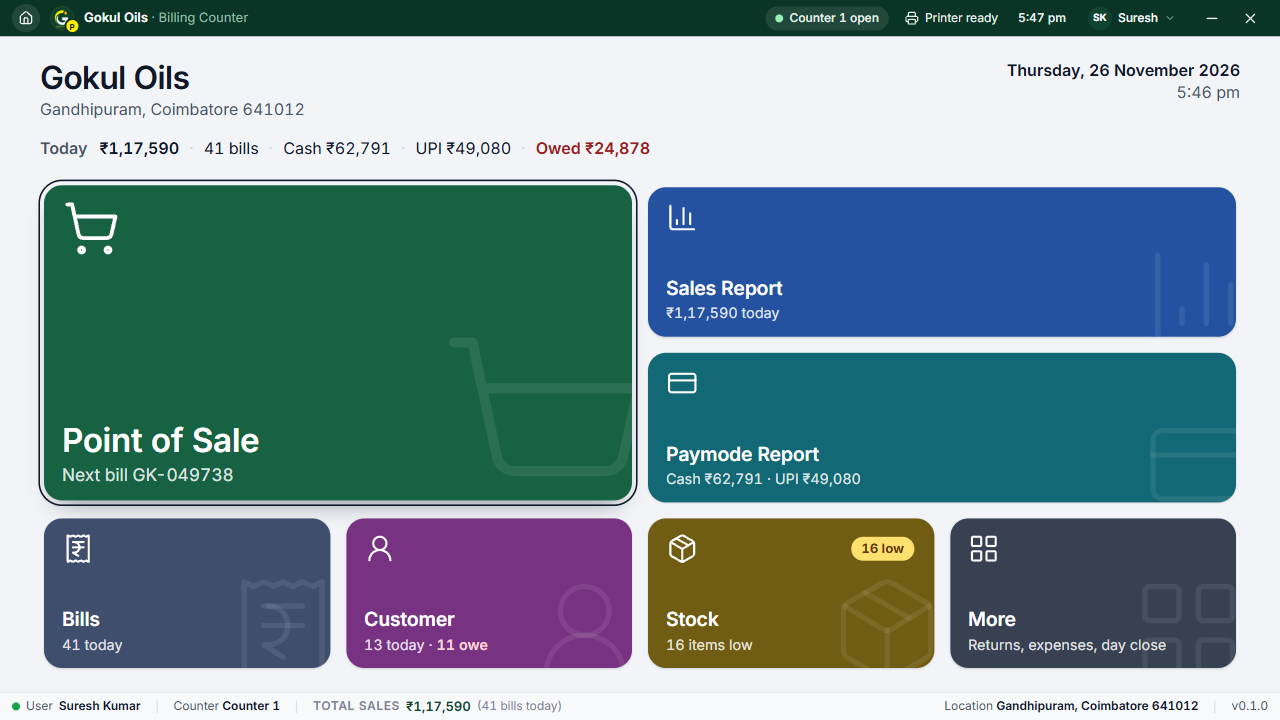 Gokul Oils · Billing Counter
Counter 1 open
Printer ready
5:47 pm
SK Suresh
P
Gokul Oils
Gandhipuram, Coimbatore 641012
Thursday, 26 November 2026
5:46 pm
Today ₹1,17,590 · 41 bills · Cash ₹62,791 · UPI ₹49,080 · Owed ₹24,878
Point of Sale
Next bill GK-049738
Sales Report
₹1,17,590 today
Paymode Report
Cash ₹62,791 · UPI ₹49,080
Bills
41 today
Customer
13 today · 11 owe
16 low
Stock
16 items low
More
Returns, expenses, day close
User Suresh Kumar
Counter Counter 1
TOTAL SALES ₹1,17,590 (41 bills today)
Location Gandhipuram, Coimbatore 641012
v0.1.0